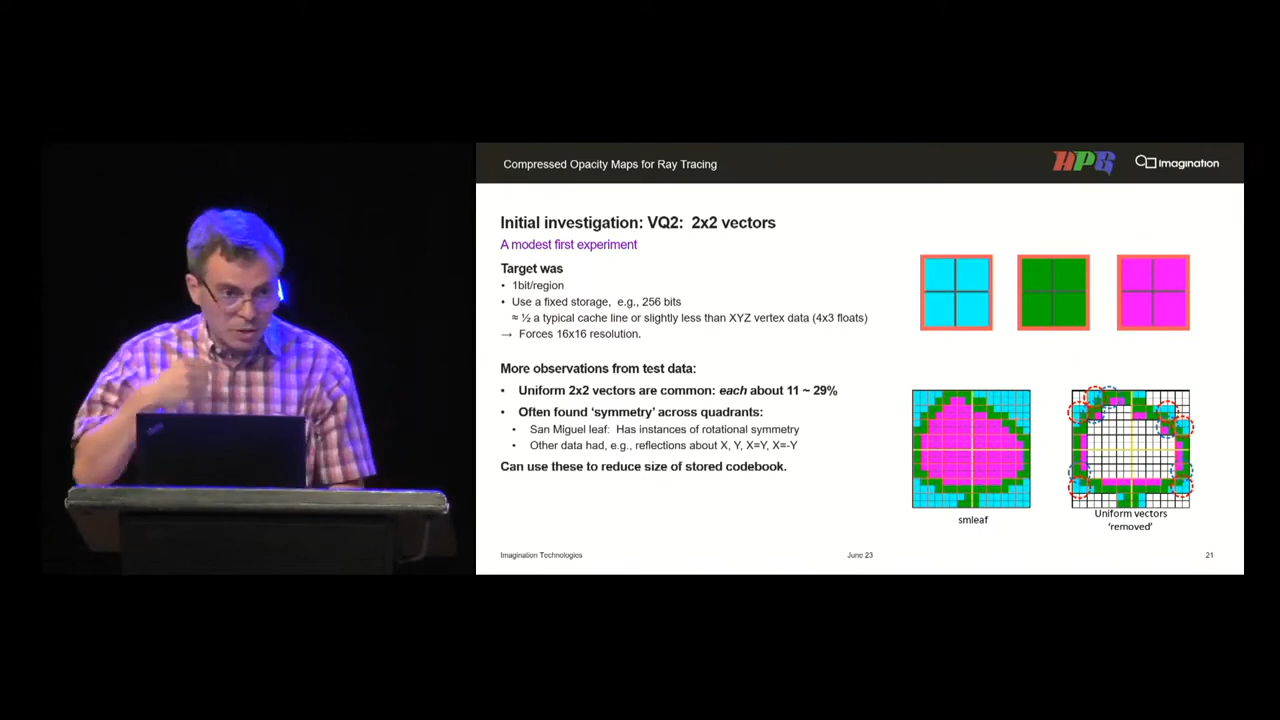 Compressed Opacity Maps for Ray Tracing
HPG
Imagination
Initial investigation: VQ2: 2x2 vectors
A modest first experiment
Target was
• 1bit/region
• Use a fixed storage, e.g., 256 bits
≈ ½ a typical cache line or slightly less than XYZ vertex data (4x3 floats)
→ Forces 16x16 resolution.
More observations from test data:
• Uniform 2x2 vectors are common: each about 11 ~ 29%
• Often found ‘symmetry’ across quadrants:
• San Miguel leaf: Has instances of rotational symmetry
• Other data had, e.g., reflections about X, Y, X=Y, X=-Y
Can use these to reduce size of stored codebook.
smleaf
Uniform vectors
‘removed’
Imagination Technologies
June 23
21